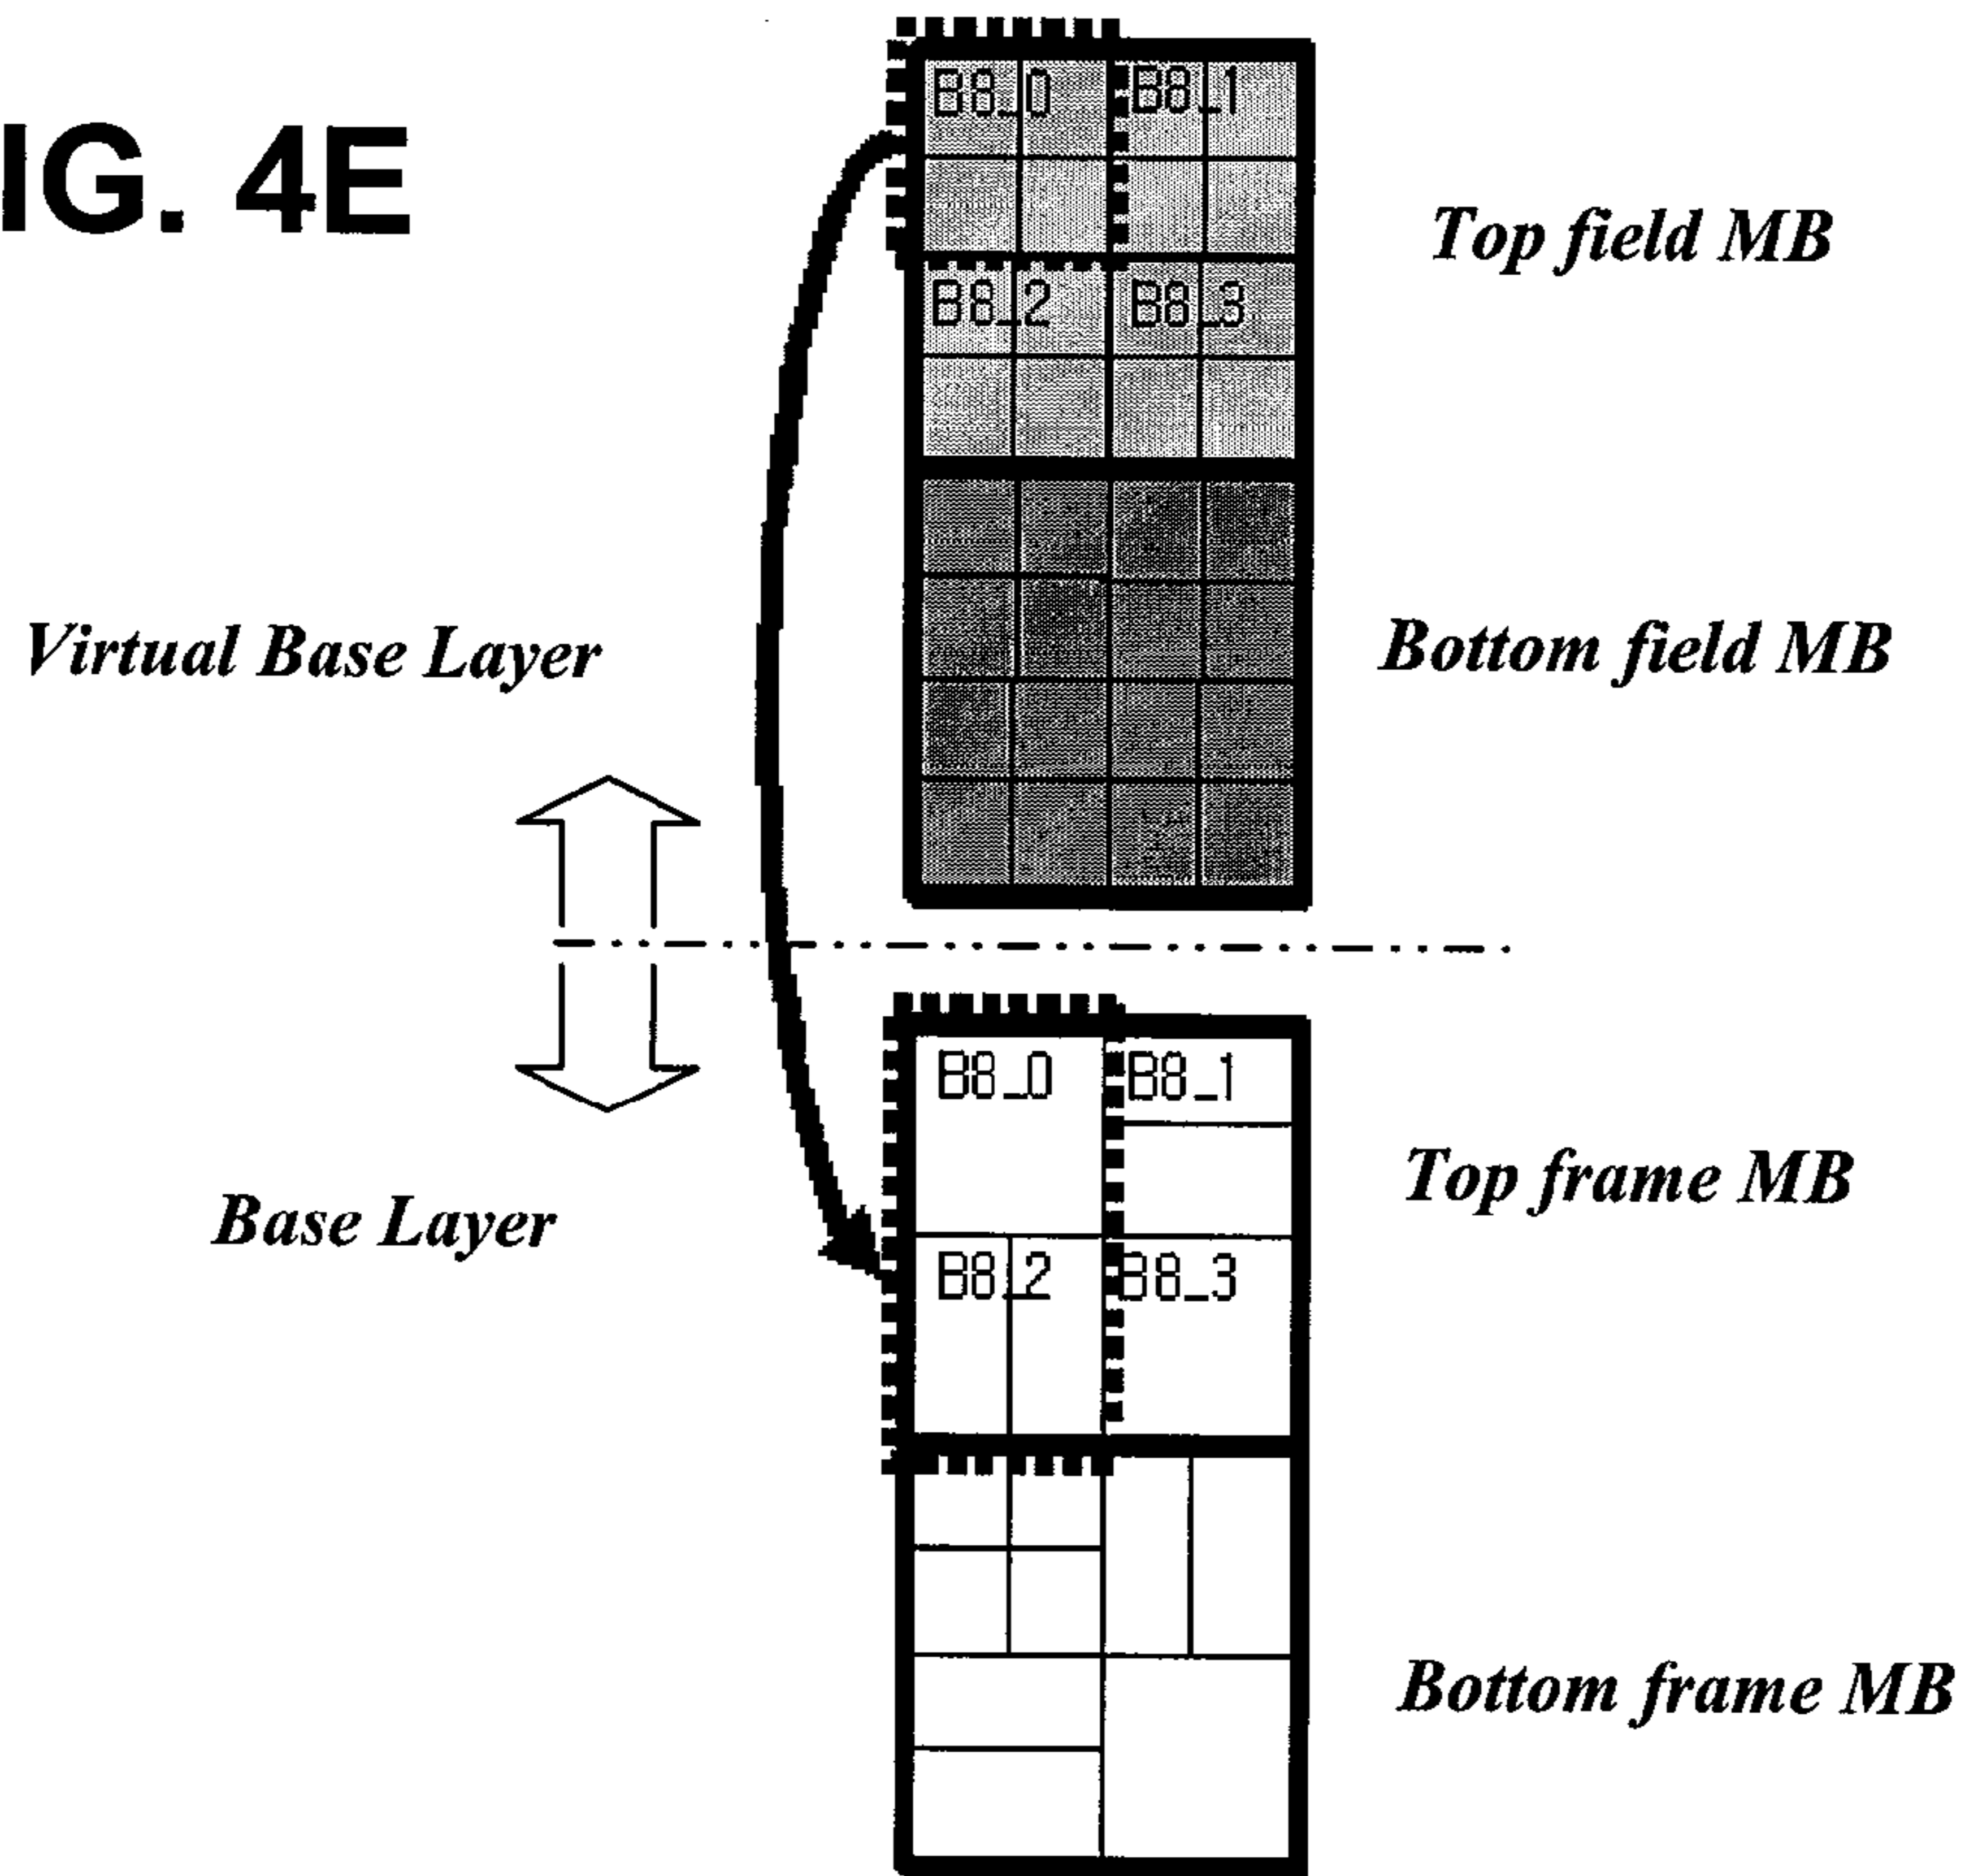 IG. 4E
B8_0 B8_1
Top field MB
B8_2 B8_3
Virtual Base Layer
Bottom field MB
B8_0 B8_1
Top frame MB
Base Layer
B8_2 B8_3
Bottom frame MB